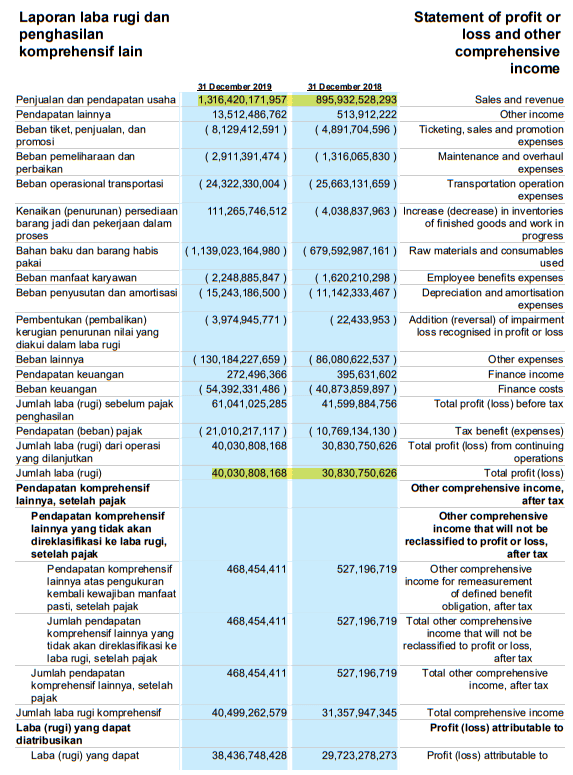 Laporan laba rugi dan
penghasilan
komprehensif lain
Statement of profit or
loss and other
comprehensive
income
31 December 2019 31 December 2018
Penjualan dan pendapatan usaha 1,316,420,171,957 895,932,528,293 Sales and revenue
Pendapatan lainnya 13,512,486,762 513,912,222 Other income
Beban tiket, penjualan, dan ( 8,129,412,591 ) ( 4,891,704,596 ) Ticketing, sales and promotion
promosi expenses
Beban pemeliharaan dan ( 2,911,391,474 ) ( 1,316,065,830 ) Maintenance and overhaul
perbaikan expenses
Beban operasional transportasi ( 24,322,330,004 ) ( 25,663,131,659 ) Transportation operation
expenses
Kenaikan (penurunan) persediaan 111,265,746,512 ( 4,038,837,963 ) Increase (decrease) in inventories
barang jadi dan pekerjaan dalam of finished goods and work in
proses progress
Bahan baku dan barang habis ( 1,139,023,164,980 ) ( 679,592,987,161 ) Raw materials and consumables
pakai used
Beban manfaat karyawan ( 2,248,885,847 ) ( 1,620,210,298 ) Employee benefits expenses
Beban penyusutan dan amortisasi ( 15,243,186,500 ) ( 11,142,333,467 ) Depreciation and amortisation
expenses
Pembentukan (pembalikan) ( 3,974,945,771 ) ( 22,433,953 ) Addition (reversal) of impairment
kerugian penurunan nilai yang loss recognised in profit or loss
diakui dalam laba rugi
Beban lainnya ( 130,184,227,659 ) ( 86,080,622,537 ) Other expenses
Pendapatan keuangan 272,496,366 395,631,602 Finance income
Beban keuangan ( 54,392,331,486 ) ( 40,873,859,897 ) Finance costs
Jumlah laba (rugi) sebelum pajak 61,041,025,285 41,599,884,756 Total profit (loss) before tax
penghasilan
Pendapatan (beban) pajak ( 21,010,217,117 ) ( 10,769,134,130 ) Tax benefit (expenses)
Jumlah laba (rugi) dari operasi 40,030,808,168 30,830,750,626 Total profit (loss) from continuing
yang dilanjutkan operations
Jumlah laba (rugi) 40,030,808,168 30,830,750,626 Total profit (loss)
Pendapatan komprehensif Other comprehensive income,
lainnya, setelah pajak after tax
Pendapatan komprehensif Other comprehensive
lainnya yang tidak akan income that will not be
direklasifikasi ke laba rugi, reclassified to profit or loss,
setelah pajak after tax
Pendapatan komprehensif 468,454,411 527,196,719 Other comprehensive
lainnya atas pengukuran income for remeasurement
kembali kewajiban manfaat of defined benefit
pasti, setelah pajak obligation, after tax
Jumlah pendapatan 468,454,411 527,196,719 Total other comprehensive
komprehensif lainnya yang income that will not be
tidak akan direklasifikasi ke reclassified to profit or loss,
laba rugi, setelah pajak after tax
Jumlah pendapatan 468,454,411 527,196,719 Total other comprehensive
komprehensif lainnya, setelah income, after tax
pajak
Jumlah laba rugi komprehensif 40,499,262,579 31,357,947,345 Total comprehensive income
Laba (rugi) yang dapat Profit (loss) attributable to
diatribusikan
Laba (rugi) yang dapat 38,436,748,428 29,723,278,273 Profit (loss) attributable to